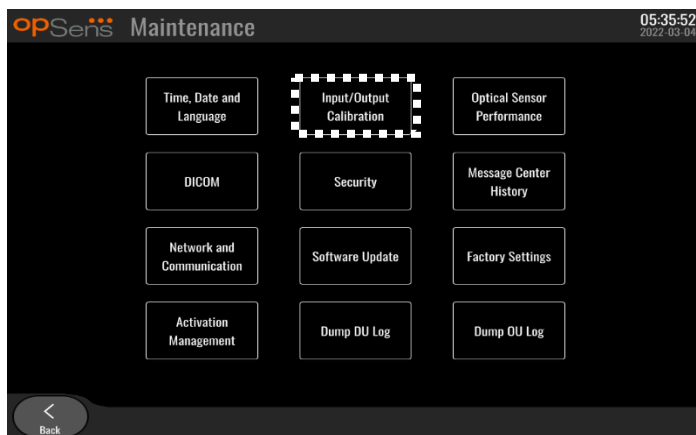 opSens Maintenance
05:35:52
2022-03-04
Time, Date and
Language
Input/Output
Calibration
Optical Sensor
Performance
DICOM
Security
Message Center
History
Network and
Communication
Software Update
Factory Settings
Activation
Management
Dump DU Log
Dump OU Log
Back